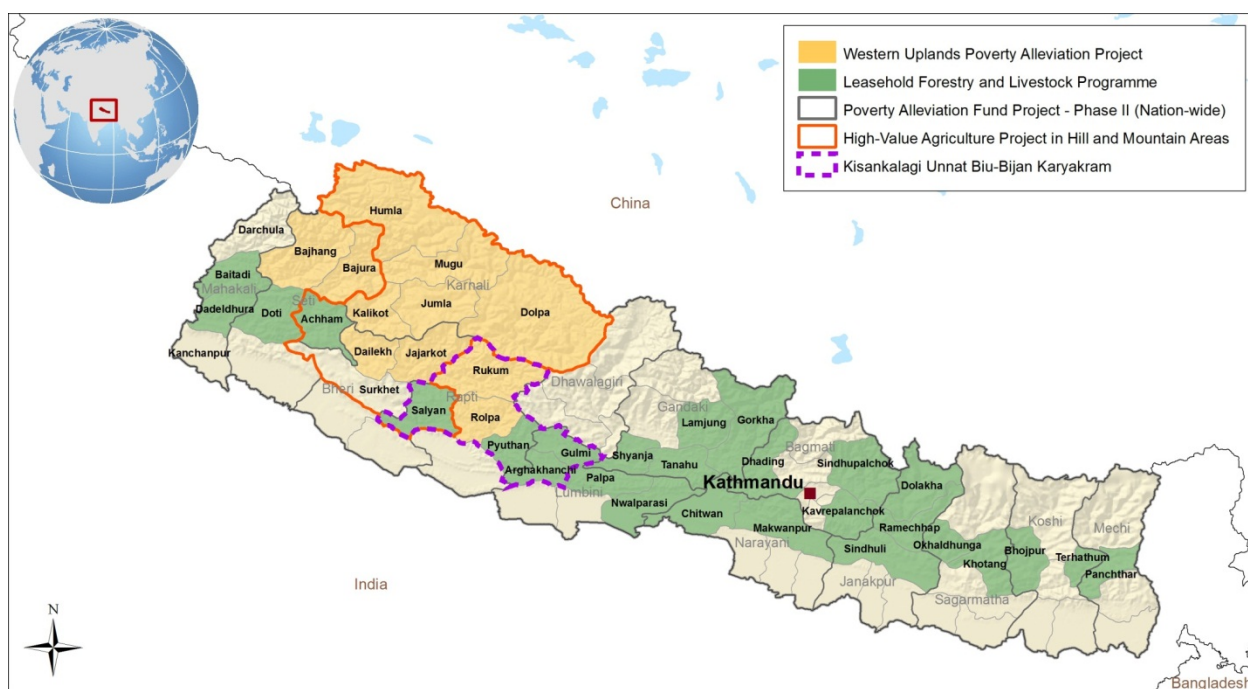 Western Uplands Poverty Alleviation Project
Leasehold Forestry and Livestock Programme
Poverty Alleviation Fund Project - Phase II (Nation-wide)
High-Value Agriculture Project in Hill and Mountain Areas
Kisankalagi Unnat Biu-Bijan Karyakram
China
Humla
Darchula
Bajhang
Bajura
Mugu
Baitadi
Karnali
Mahakali
Seti
Jumla
Dadeldhura
Doti
Achham
Kalikot
Dolpa
Dailekh
Jajarkot
Kanchanpur
Rukum
Dhawalagiri
Surkhet
Bheri
Rapti
Salyan
Rolpa
Gandaki
Lamjung
Gorkha
Pyuthan
Gulmi
Shyanja
Bagmati
Dhading
Sindhupalchok
Arghakhanchi
Tanahu
Palpa
Kathmandu
Dolakha
Lumbini
Nwalparasi
Chitwan
Kavrepalanchok
Makwanpur
Ramechhap
Koshi
Mechi
Narayani
Sindhuli
Okhaldhunga
Bhojpur
Terhathum
Khotang
Panchthar
India
Janakpur
Sagarmatha
N
Bangladesh